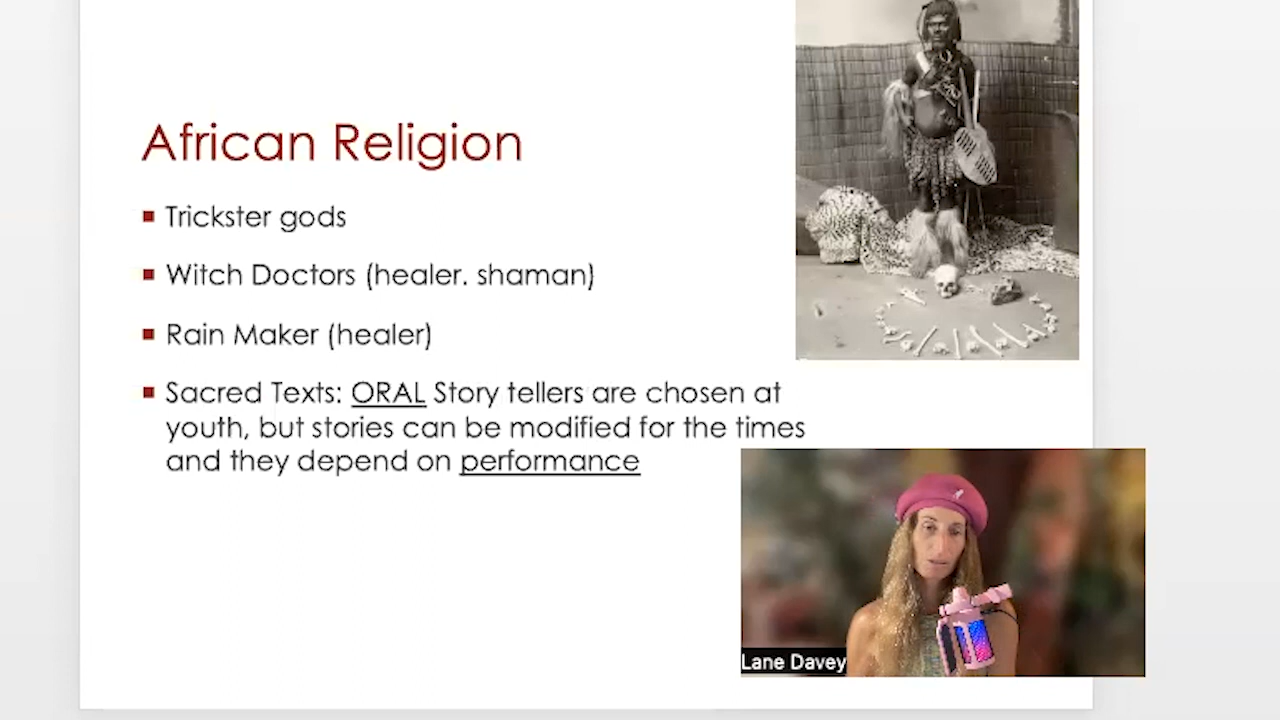 African Religion
Trickster gods
Witch Doctors (healer. shaman)
Rain Maker (healer)
Sacred Texts: ORAL Story tellers are chosen at
youth, but stories can be modified for the times
and they depend on performance
Lane Davey